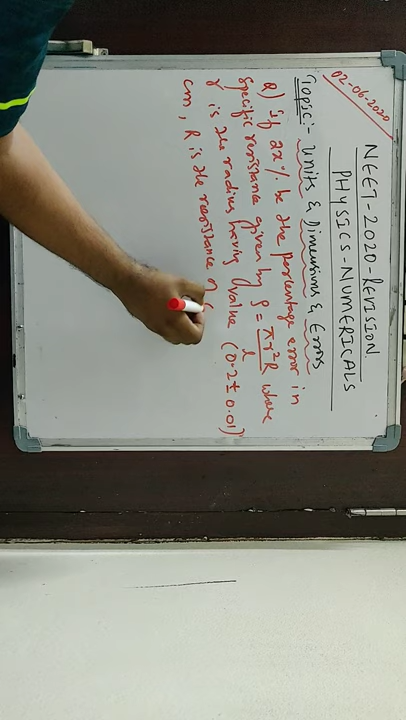 02-06-2020
NEET-2020-REVISION
PHYSICS-NUMERICALS
Topic:- Units & Dimensions & Errors
Q) If 2x% be the percentage error in
specific resistance given by ρ = πr²R/l where
r is the radius having value (0.2±0.01)
cm, R is the resistance of